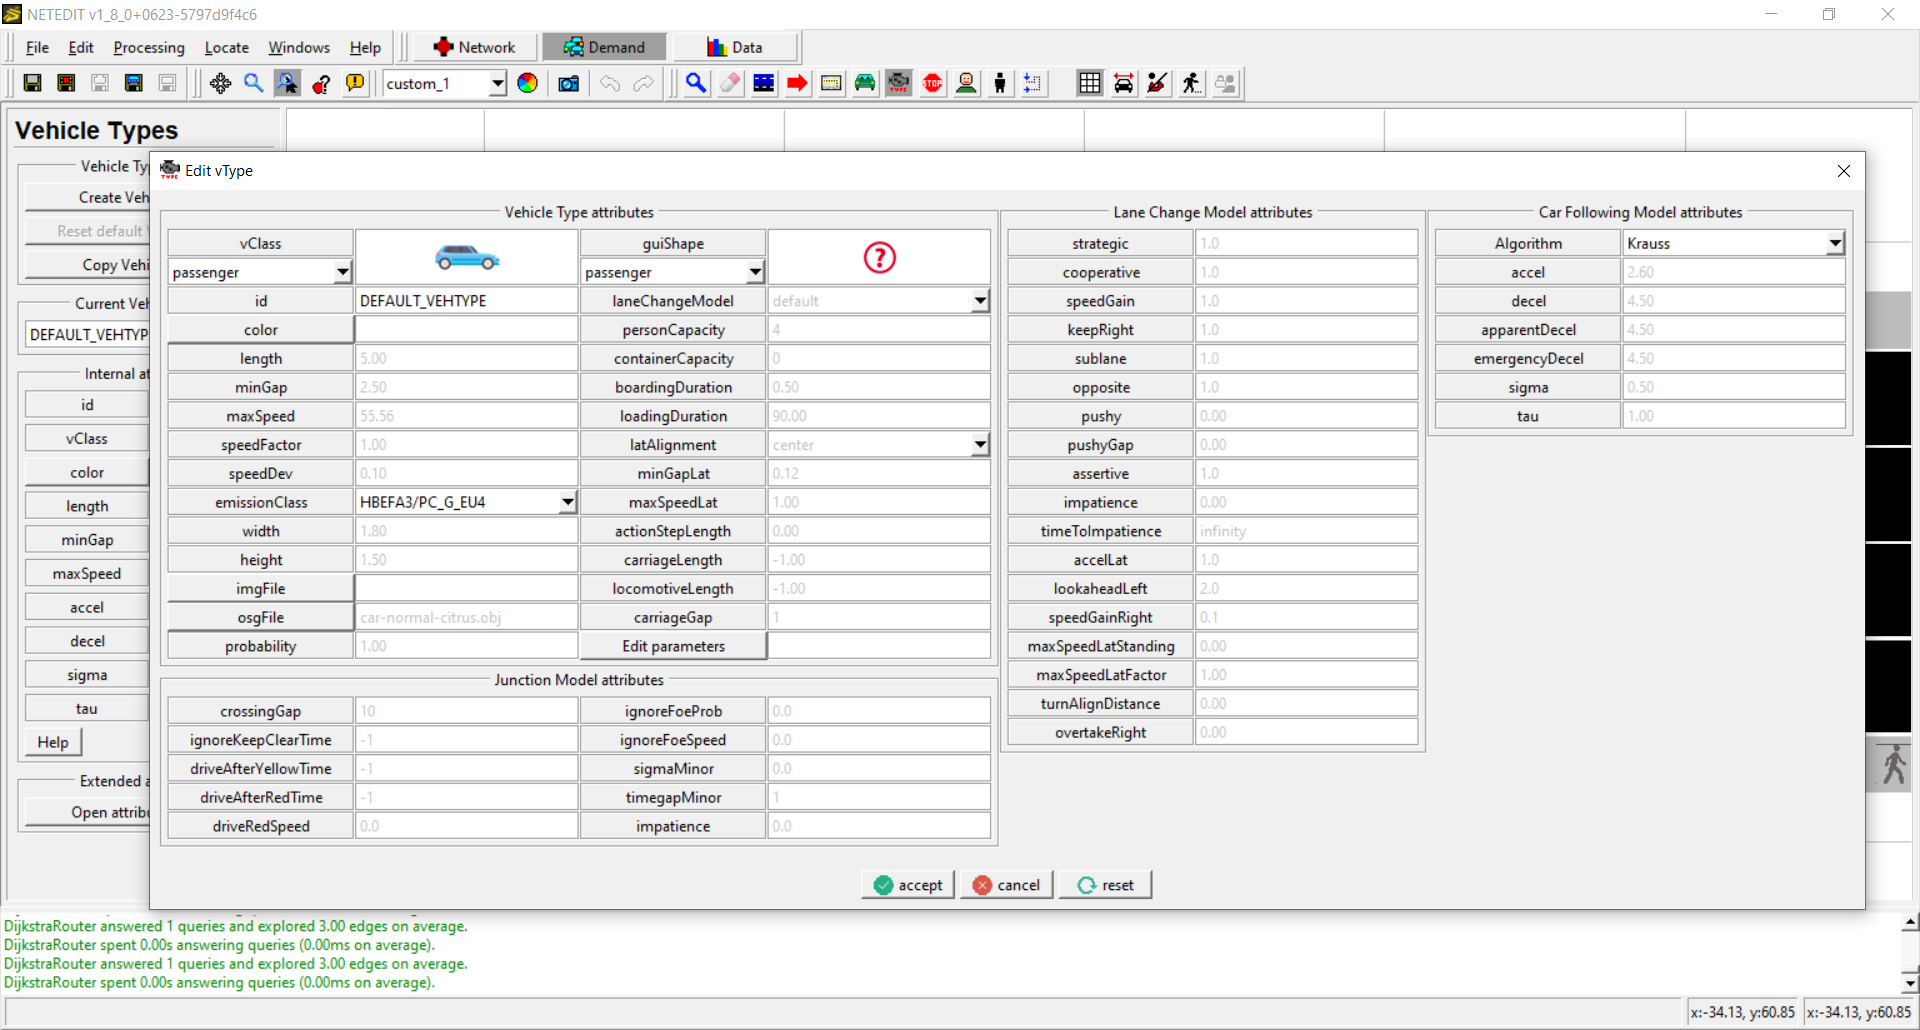 NETEDIT v1_8_0+0623-5797d9f4c6
File Edit Processing Locate Windows Help Network Demand Data
custom_1 TYPE STOP
Vehicle Types
Vehicle Ty
Create Veh
Reset default
Copy Vehi
Current Veh
DEFAULT_VEHTYP
Internal at
id
vClass
color
length
minGap
maxSpeed
accel
decel
sigma
tau
Help
Extended a
Open attribu
TYPE Edit vType
Vehicle Type attributes
vClass guiShape
passenger passenger
id DEFAULT_VEHTYPE laneChangeModel default
color personCapacity 4
length 5.00 containerCapacity 0
minGap 2.50 boardingDuration 0.50
maxSpeed 55.56 loadingDuration 90.00
speedFactor 1.00 latAlignment center
speedDev 0.10 minGapLat 0.12
emissionClass HBEFA3/PC_G_EU4 maxSpeedLat 1.00
width 1.80 actionStepLength 0.00
height 1.50 carriageLength -1.00
imgFile locomotiveLength -1.00
osgFile car-normal-citrus.obj carriageGap 1
probability 1.00 Edit parameters
Junction Model attributes
crossingGap 10 ignoreFoeProb 0.0
ignoreKeepClearTime -1 ignoreFoeSpeed 0.0
driveAfterYellowTime -1 sigmaMinor 0.0
driveAfterRedTime -1 timegapMinor 1
driveRedSpeed 0.0 impatience 0.0
Lane Change Model attributes
strategic 1.0
cooperative 1.0
speedGain 1.0
keepRight 1.0
sublane 1.0
opposite 1.0
pushy 0.00
pushyGap 0.00
assertive 1.0
impatience 0.00
timeToImpatience infinity
accelLat 1.0
lookaheadLeft 2.0
speedGainRight 0.1
maxSpeedLatStanding 0.00
maxSpeedLatFactor 1.00
turnAlignDistance 0.00
overtakeRight 0.00
Car Following Model attributes
Algorithm Krauss
accel 2.60
decel 4.50
apparentDecel 4.50
emergencyDecel 4.50
sigma 0.50
tau 1.00
accept cancel reset
DijkstraRouter answered 1 queries and explored 3.00 edges on average.
DijkstraRouter spent 0.00s answering queries (0.00ms on average).
DijkstraRouter answered 1 queries and explored 3.00 edges on average.
DijkstraRouter spent 0.00s answering queries (0.00ms on average).
x:-34.13, y:60.85 x:-34.13, y:60.85